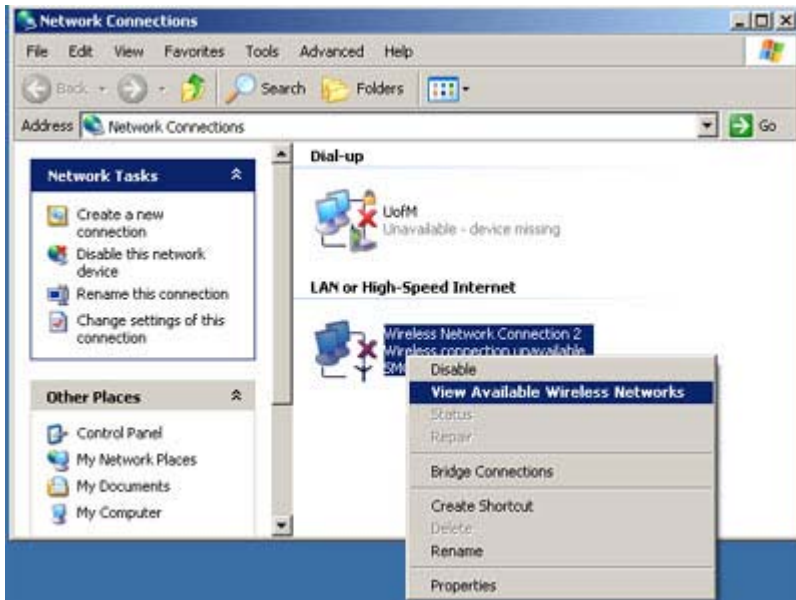 Network Connections
File Edit View Favorites Tools Advanced Help
Back Search Folders
Address Network Connections Go
Network Tasks
Create a new
connection
Disable this network
device
Rename this connection
Change settings of this
connection
Other Places
Control Panel
My Network Places
My Documents
My Computer
Dial-up
UofM
Unavailable - device missing
LAN or High-Speed Internet
Wireless Network Connection 2
Wireless connection unavailable
Disable
View Available Wireless Networks
Status
Repair
Bridge Connections
Create Shortcut
Delete
Rename
Properties